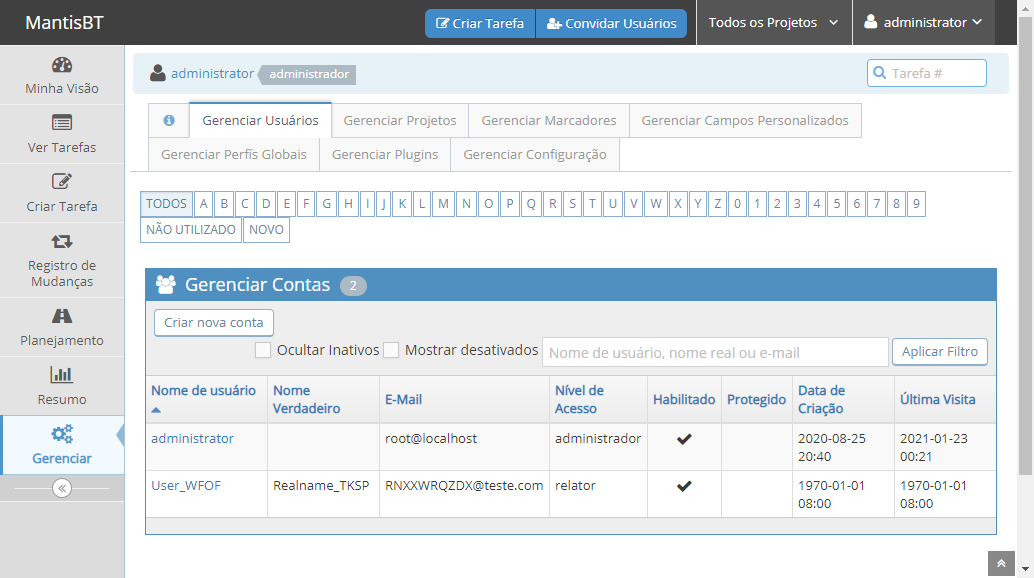 MantisBT
Criar Tarefa
Convidar Usuários
Todos os Projetos
administrator
Minha Visão
Ver Tarefas
Criar Tarefa
Registro de
Mudanças
Planejamento
Resumo
Gerenciar
administrator administrador
Tarefa #
Gerenciar Usuários Gerenciar Projetos Gerenciar Marcadores Gerenciar Campos Personalizados
Gerenciar Perfís Globais Gerenciar Plugins Gerenciar Configuração
TODOS A B C D E F G H I J K L M N O P Q R S T U V W X Y Z 0 1 2 3 4 5 6 7 8 9
NÃO UTILIZADO NOVO
Gerenciar Contas 2
Criar nova conta
Ocultar Inativos Mostrar desativados Nome de usuário, nome real ou e-mail Aplicar Filtro
Nome de usuário
Nome
Verdadeiro
E-Mail
Nível de
Acesso
Habilitado
Protegido
Data de
Criação
Última Visita
administrator root@localhost administrador
2020-08-25
20:40
2021-01-23
00:21
User_WFOF Realname_TKSP RNXXWRQZDX@teste.com relator
1970-01-01
08:00
1970-01-01
08:00